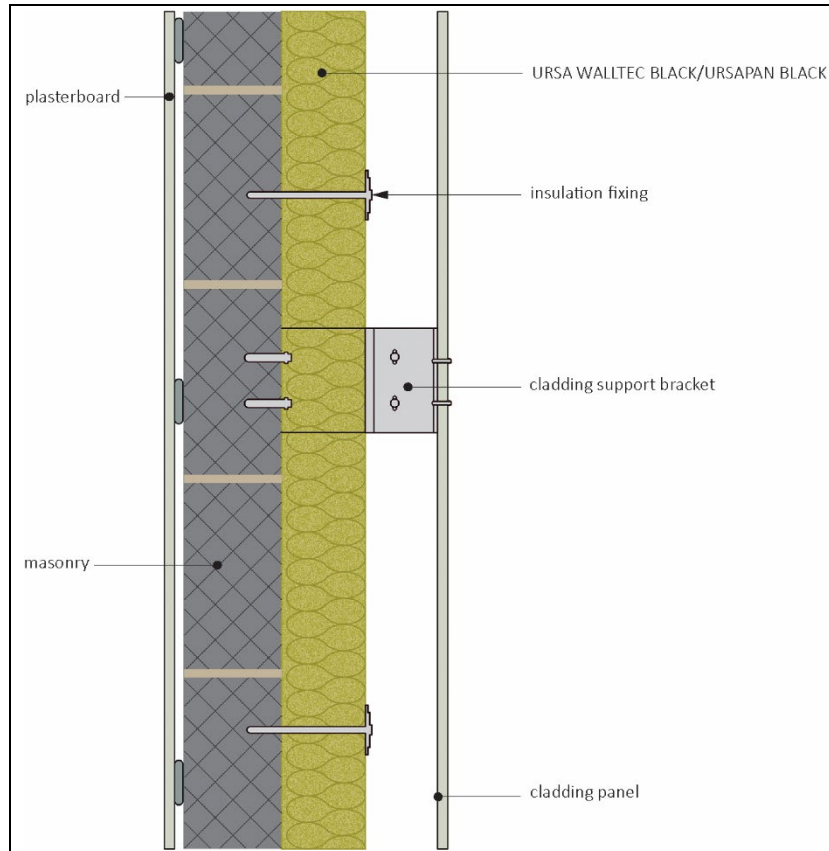 URSA WALLTEC BLACK/URSAPAN BLACK
plasterboard
insulation fixing
cladding support bracket
masonry
cladding panel